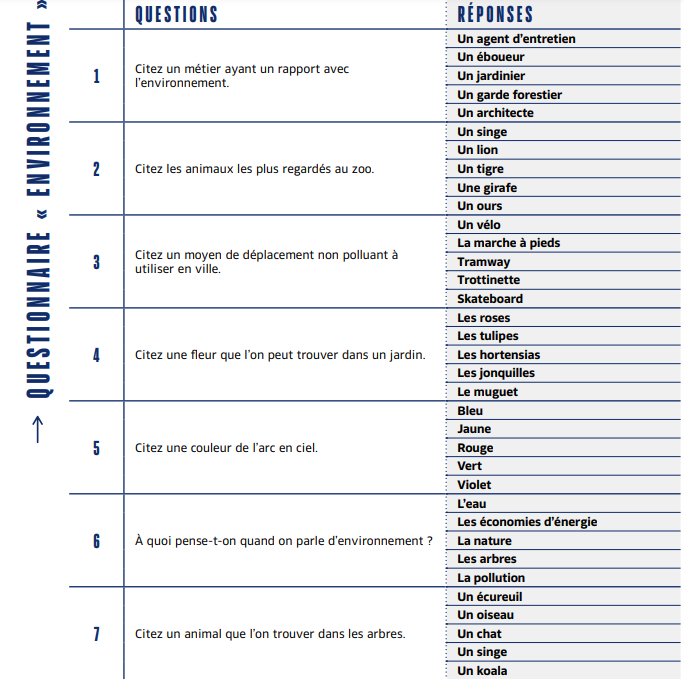 QUESTIONNAIRE « ENVIRONNEMENT »
QUESTIONS
RÉPONSES
1
Citez un métier ayant un rapport avec
l'environnement.
Un agent d'entretien
Un éboueur
Un jardinier
Un garde forestier
Un architecte
2
Citez les animaux les plus regardés au zoo.
Un singe
Un lion
Un tigre
Une girafe
Un ours
3
Citez un moyen de déplacement non polluant à
utiliser en ville.
Un vélo
La marche à pieds
Tramway
Trottinette
Skateboard
4
Citez une fleur que l'on peut trouver dans un jardin.
Les roses
Les tulipes
Les hortensias
Les jonquilles
Le muguet
5
Citez une couleur de l'arc en ciel.
Bleu
Jaune
Rouge
Vert
Violet
6
À quoi pense-t-on quand on parle d'environnement ?
L'eau
Les économies d'énergie
La nature
Les arbres
La pollution
7
Citez un animal que l'on trouver dans les arbres.
Un écureuil
Un oiseau
Un chat
Un singe
Un koala